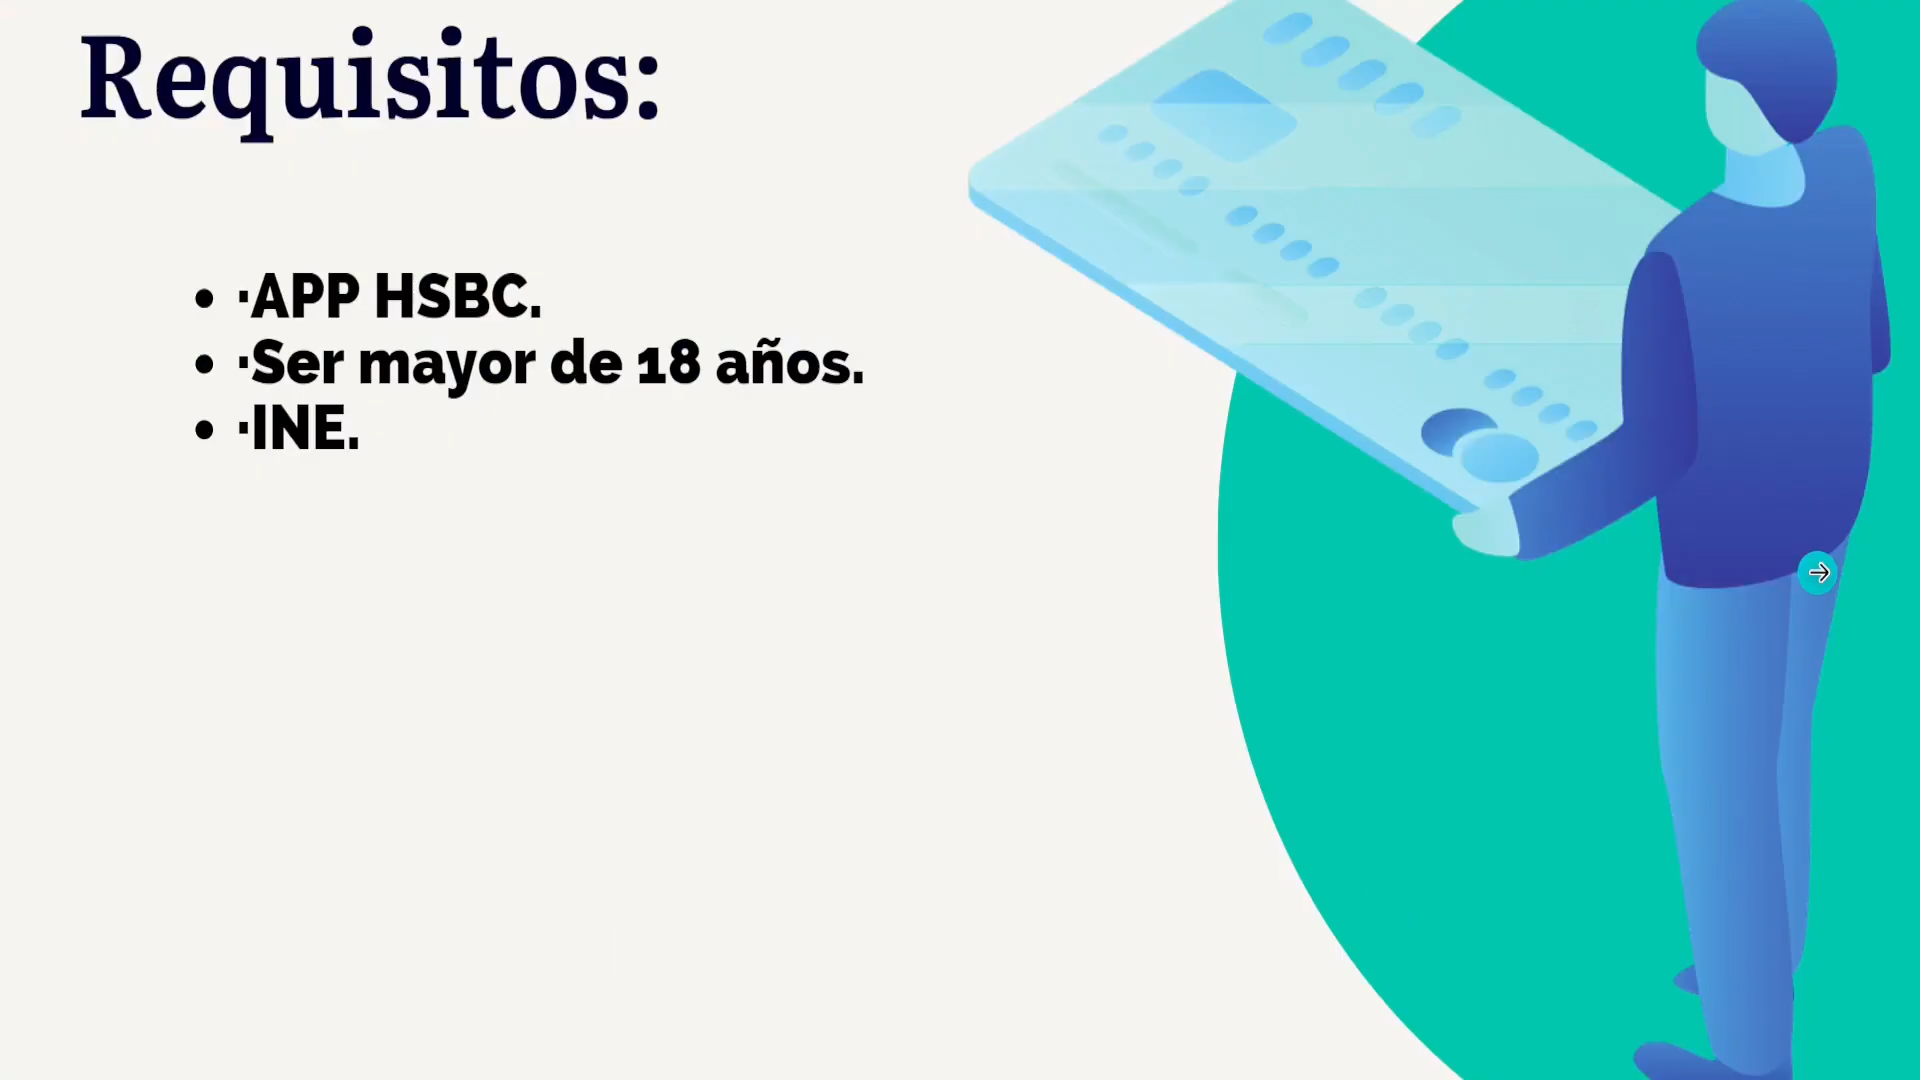 Requisitos:
• ·APP HSBC.
• ·Ser mayor de 18 años.
• ·INE.